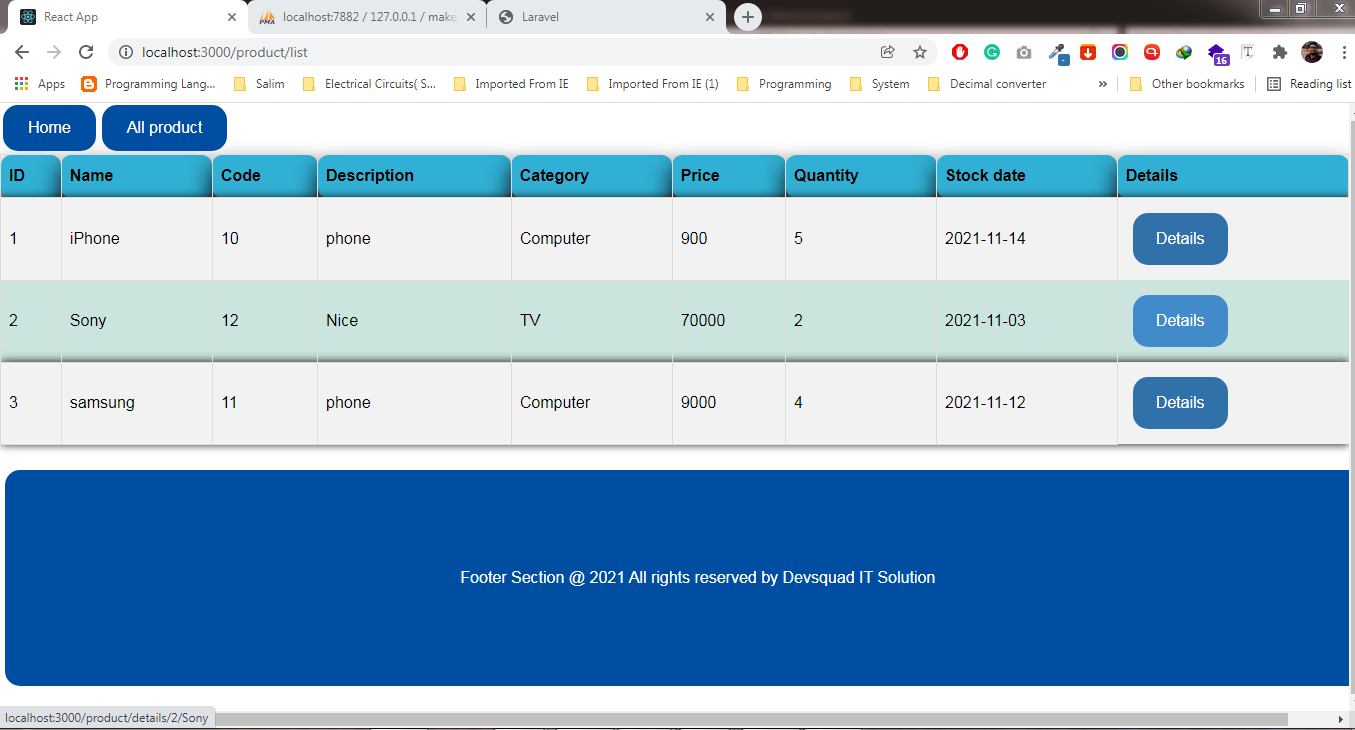 React App
localhost:7882 / 127.0.0.1 / make
Laravel
localhost:3000/product/list
16
T
Apps
Programming Lang...
Salim
Electrical Circuits( S...
Imported From IE
Imported From IE (1)
Programming
System
Decimal converter
»
Other bookmarks
Reading list
Home
All product
ID Name Code Description Category Price Quantity Stock date Details
1 iPhone 10 phone Computer 900 5 2021-11-14 Details
2 Sony 12 Nice TV 70000 2 2021-11-03 Details
3 samsung 11 phone Computer 9000 4 2021-11-12 Details
Footer Section @ 2021 All rights reserved by Devsquad IT Solution
localhost:3000/product/details/2/Sony